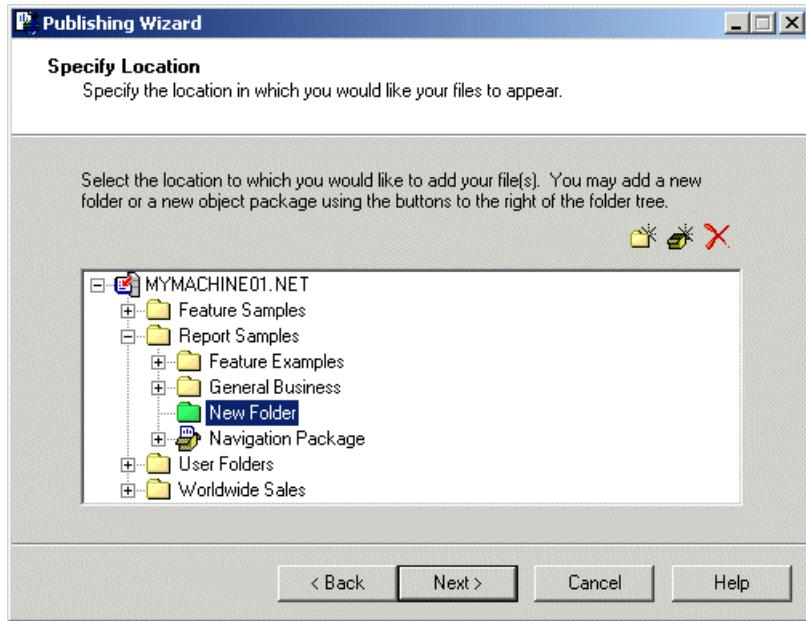 Publishing Wizard
Specify Location
Specify the location in which you would like your files to appear.
Select the location to which you would like to add your file(s). You may add a new
folder or a new object package using the buttons to the right of the folder tree.
MYMACHINE01.NET
Feature Samples
Report Samples
Feature Examples
General Business
New Folder
Navigation Package
User Folders
Worldwide Sales
< Back
Next >
Cancel
Help